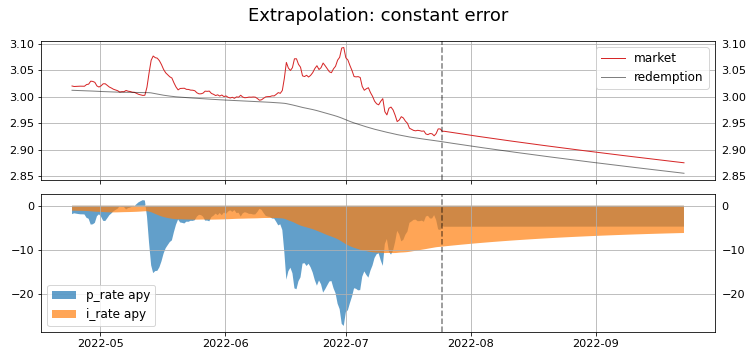 Extrapolation: constant error
3.10 3.10
3.05 3.05
3.00 3.00
2.95 2.95
2.90 2.90
2.85 2.85
market
redemption
0 0
−10 −10
−20 −20
p_rate apy
i_rate apy
2022-05 2022-06 2022-07 2022-08 2022-09